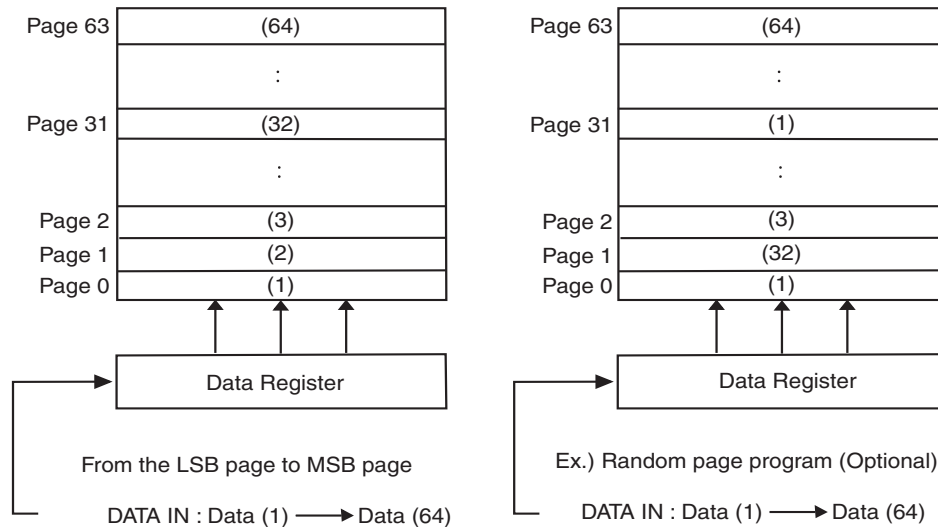 Page 63 (64)
:
Page 31 (32)
:
Page 2 (3)
Page 1 (2)
Page 0 (1)
Data Register
From the LSB page to MSB page
DATA IN : Data (1) → Data (64)
Page 63 (64)
:
Page 31 (1)
:
Page 2 (3)
Page 1 (32)
Page 0 (1)
Data Register
Ex.) Random page program (Optional)
DATA IN : Data (1) → Data (64)